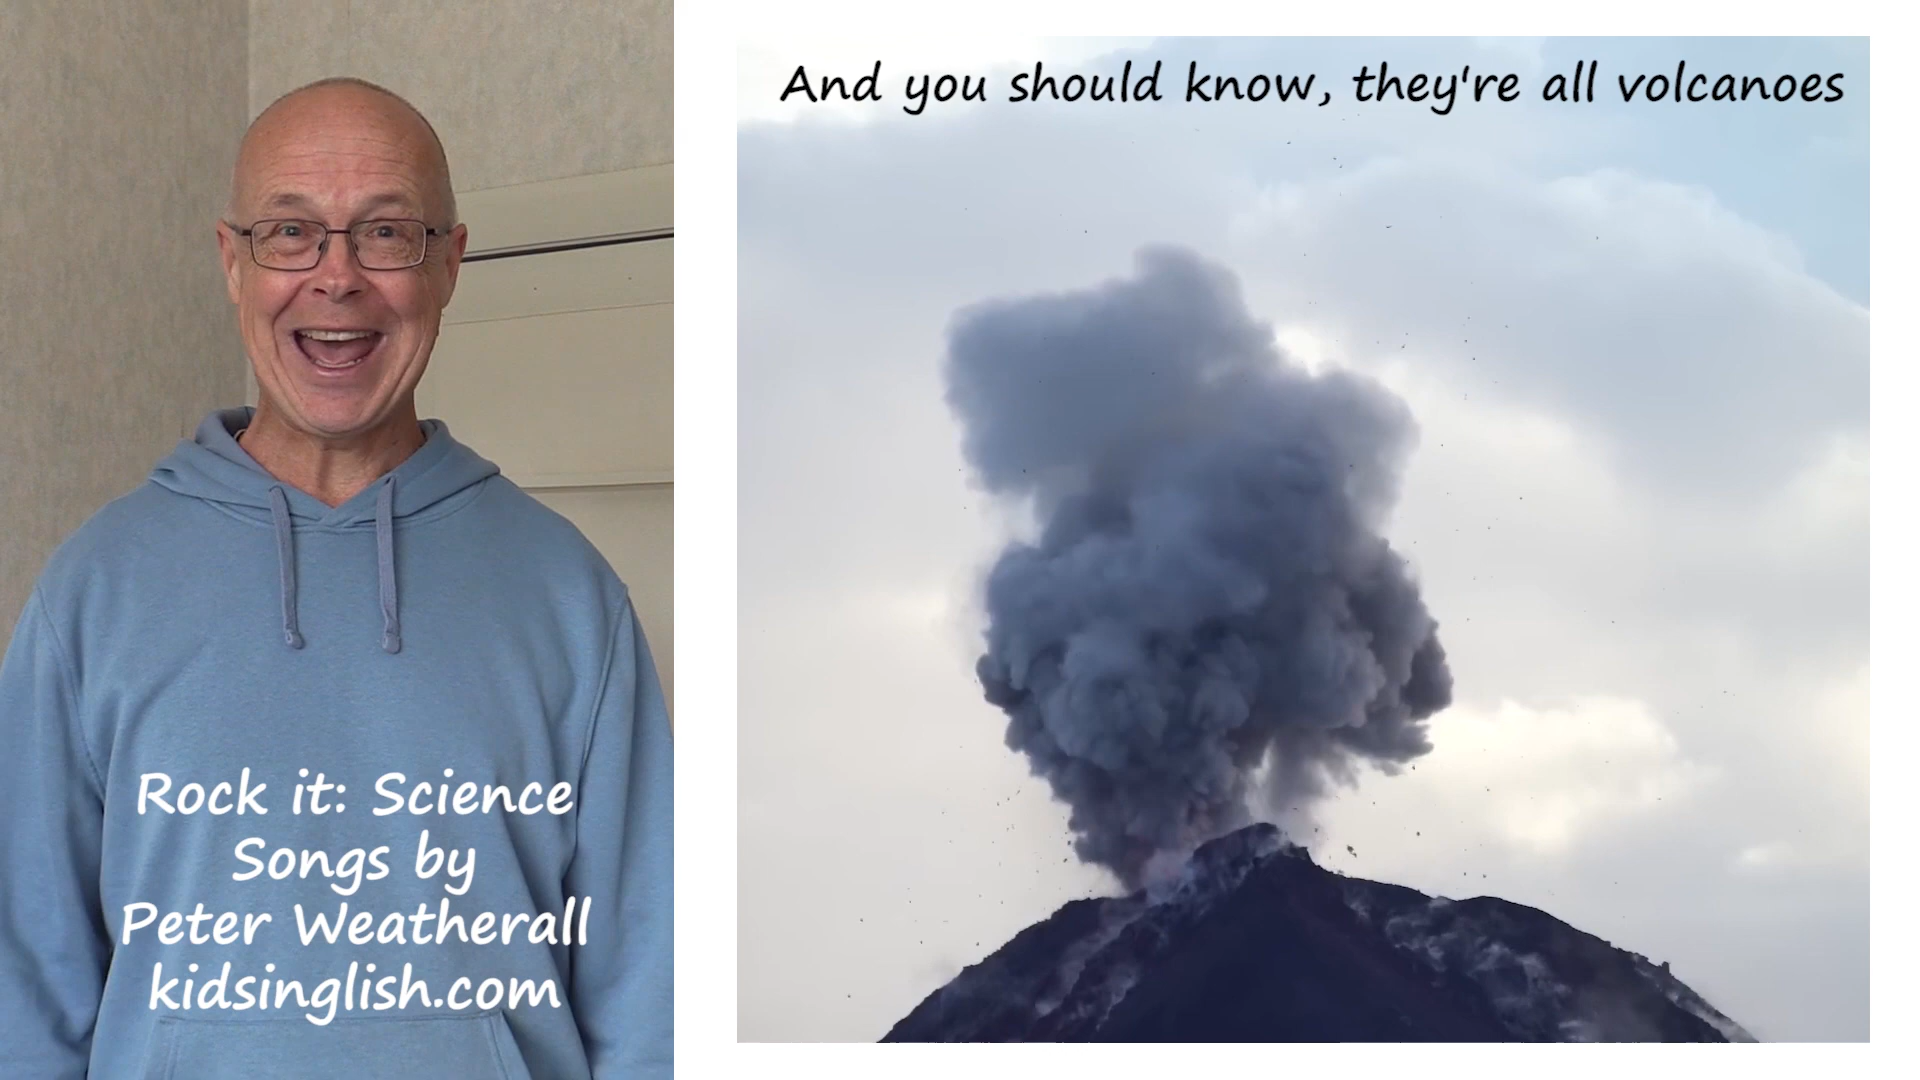 And you should know, they're all volcanoes
Rock it: Science
Songs by
Peter Weatherall
kidsinglish.com